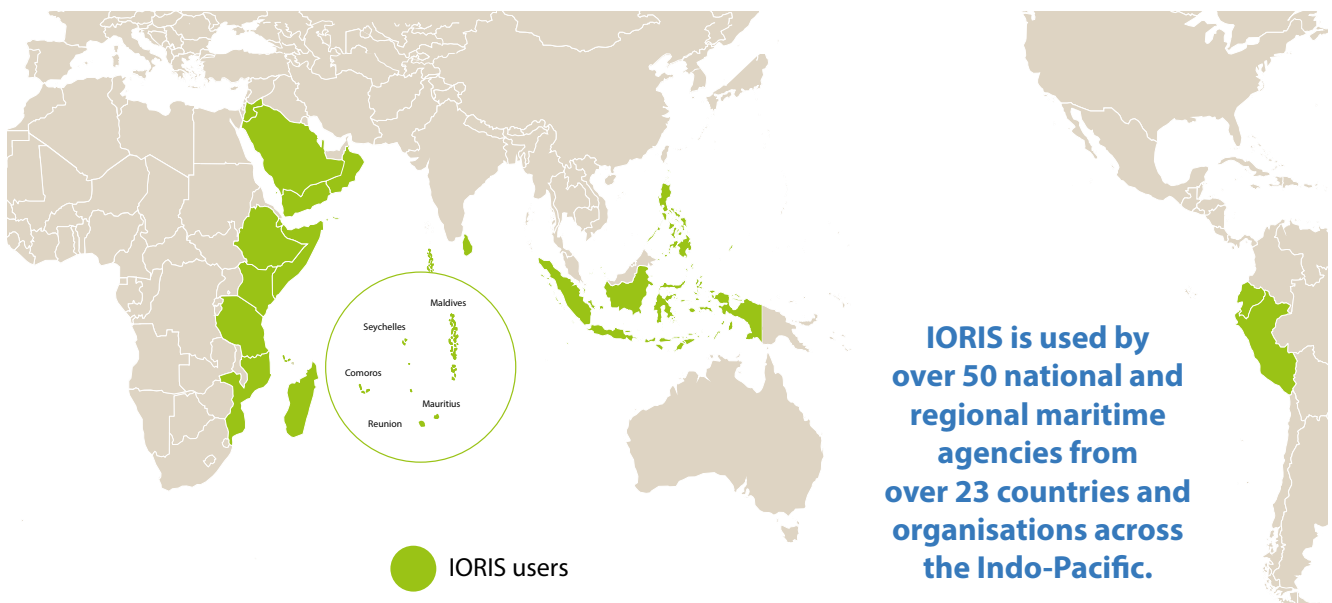 Maldives
Seychelles
Comoros
Mauritius
Reunion
IORIS is used by
over 50 national and
regional maritime
agencies from
over 23 countries and
organisations across
the Indo-Pacific.
IORIS users